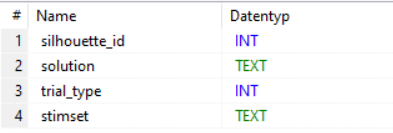 # Name Datentyp
1 silhouette_id INT
2 solution TEXT
3 trial_type INT
4 stimset TEXT